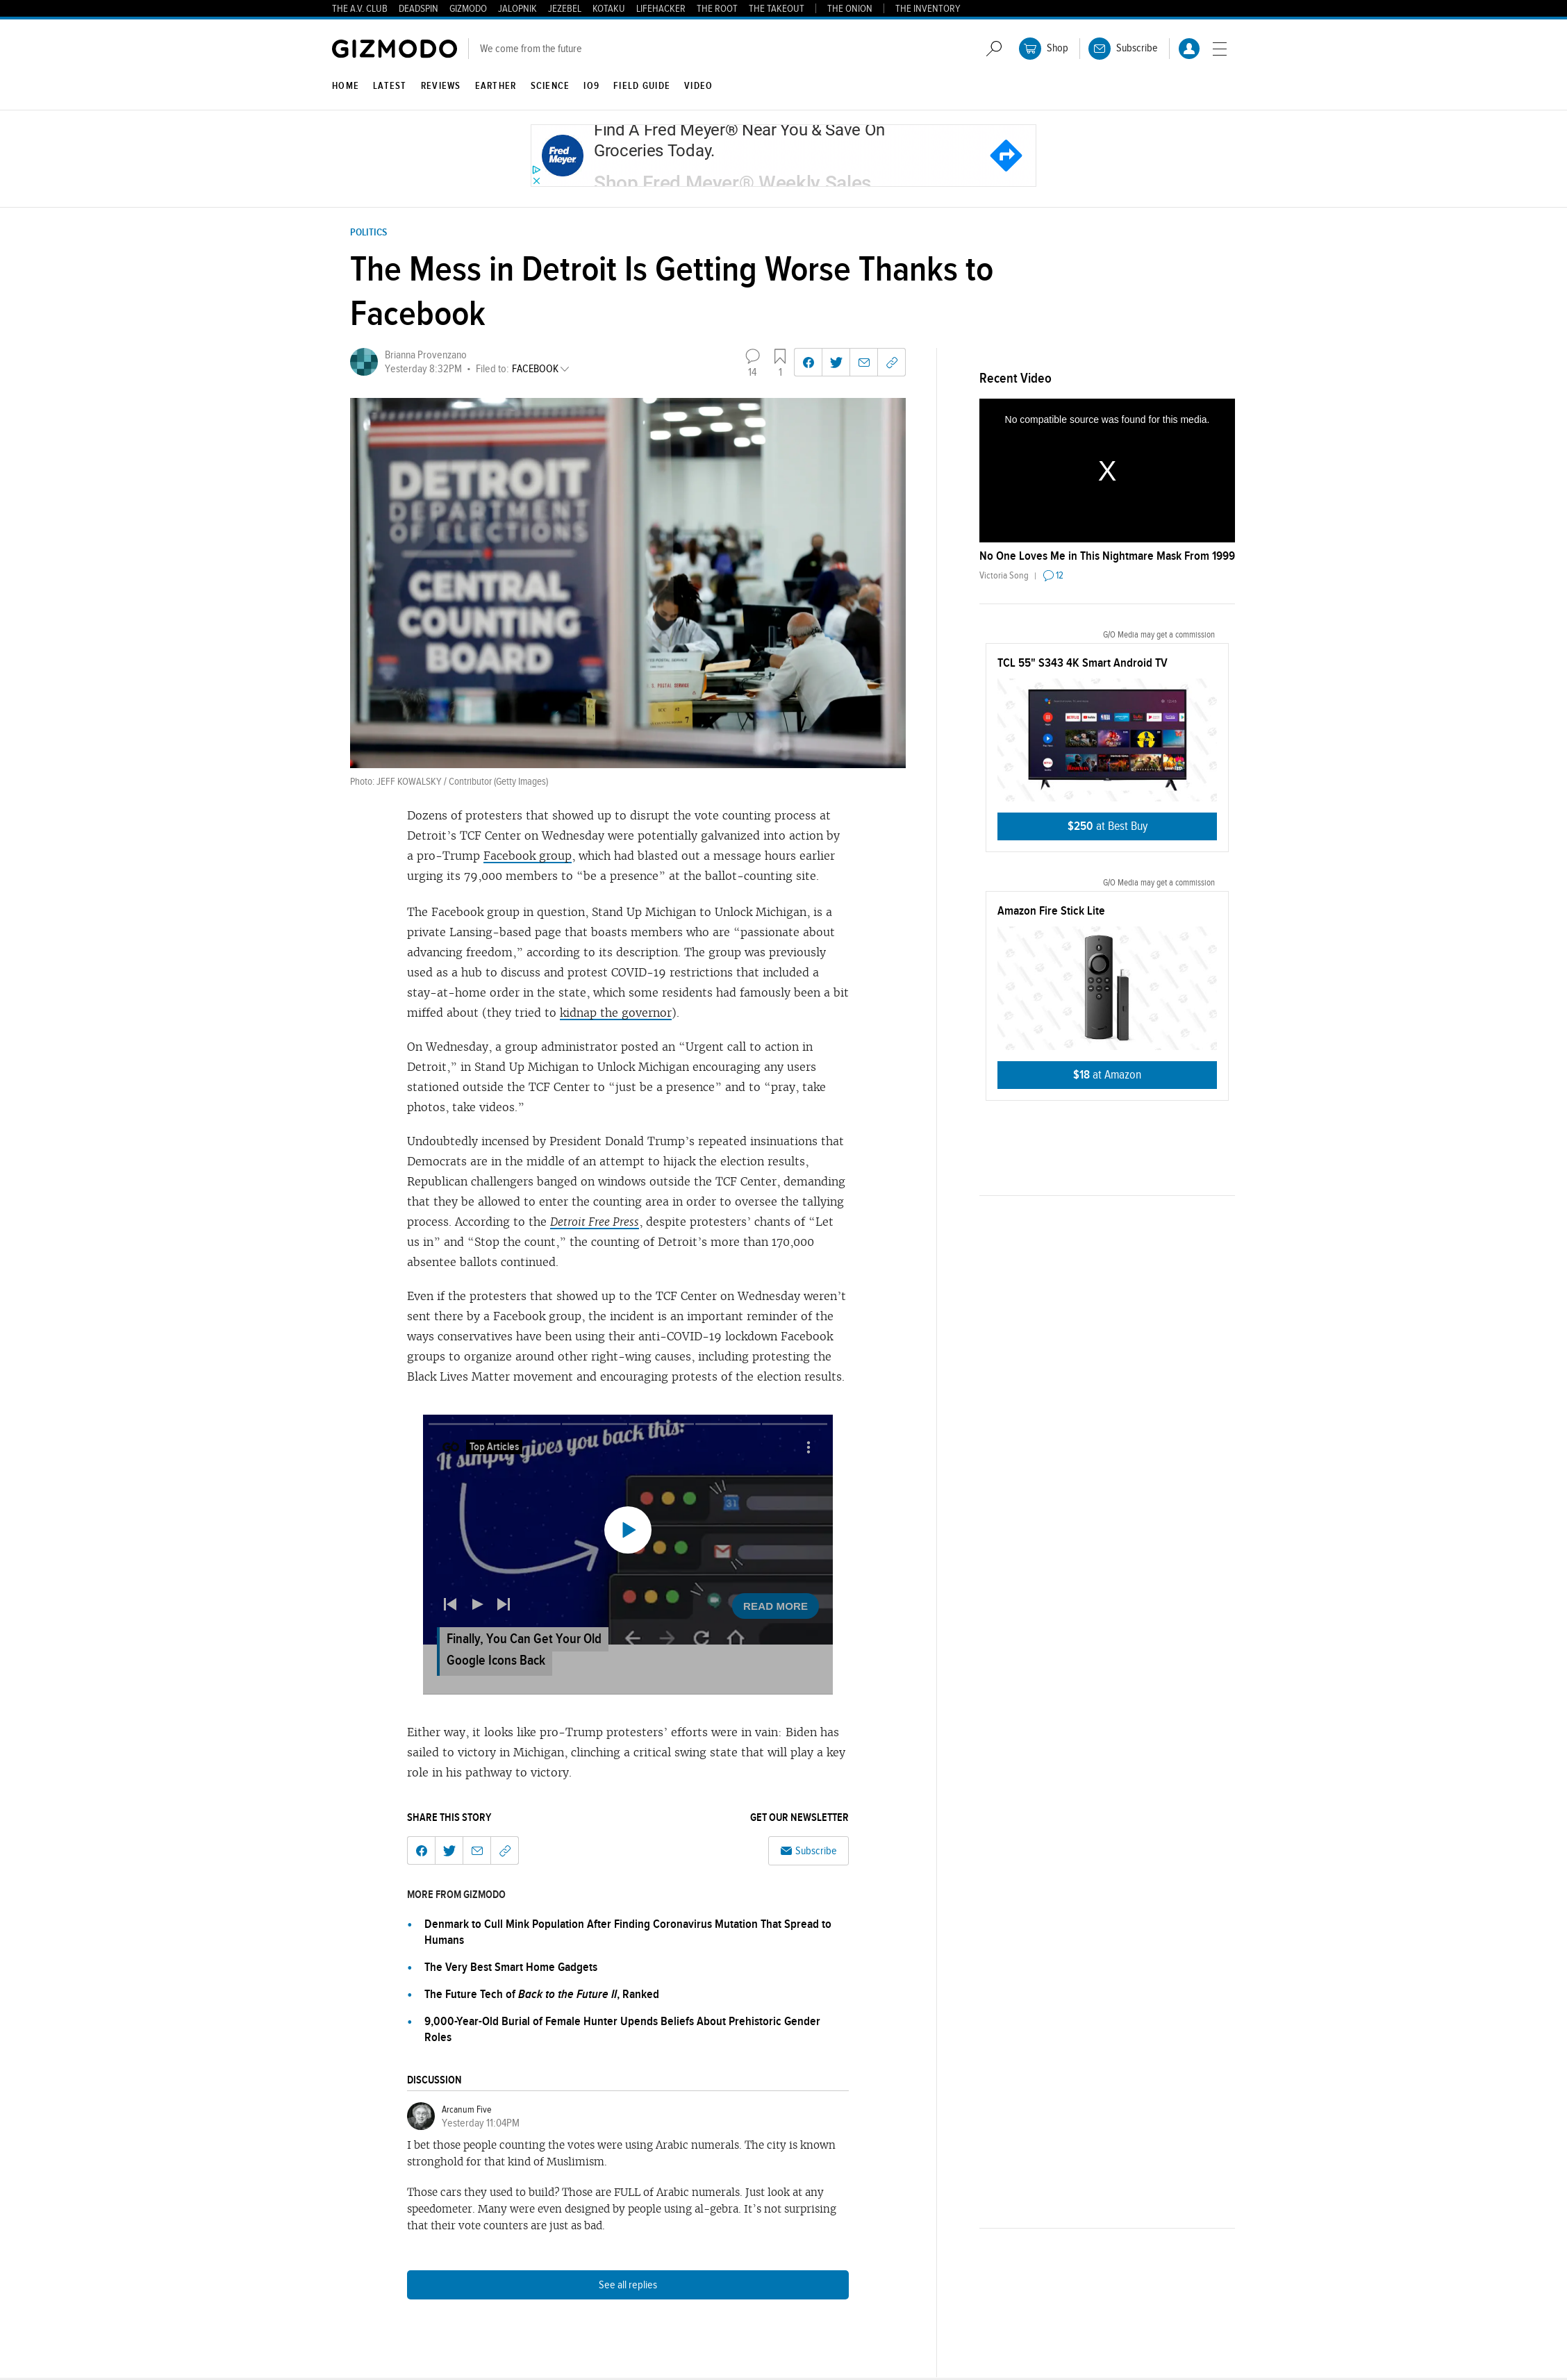 THE A.V. CLUB DEADSPIN GIZMODO JALOPNIK JEZEBEL KOTAKU LIFEHACKER THE ROOT THE TAKEOUT THE ONION THE INVENTORY
GIZMODO
We come from the future
Shop
Subscribe
HOME LATEST REVIEWS EARTHER SCIENCE IO9 FIELD GUIDE VIDEO
Fred Meyer
Find A Fred Meyer® Near You & Save On
Groceries Today.
Shop Fred Meyer® Weekly Sales
POLITICS
The Mess in Detroit Is Getting Worse Thanks to
Facebook
Brianna Provenzano
Yesterday 8:32PM • Filed to: FACEBOOK
14
1
DETROIT
DEPARTMENT
OF ELECTIONS
CENTRAL
COUNTING
BOARD
Photo: JEFF KOWALSKY / Contributor (Getty Images)
Dozens of protesters that showed up to disrupt the vote counting process at
Detroit’s TCF Center on Wednesday were potentially galvanized into action by
a pro-Trump Facebook group, which had blasted out a message hours earlier
urging its 79,000 members to “be a presence” at the ballot-counting site.
The Facebook group in question, Stand Up Michigan to Unlock Michigan, is a
private Lansing-based page that boasts members who are “passionate about
advancing freedom,” according to its description. The group was previously
used as a hub to discuss and protest COVID-19 restrictions that included a
stay-at-home order in the state, which some residents had famously been a bit
miffed about (they tried to kidnap the governor).
On Wednesday, a group administrator posted an “Urgent call to action in
Detroit,” in Stand Up Michigan to Unlock Michigan encouraging any users
stationed outside the TCF Center to “just be a presence” and to “pray, take
photos, take videos.”
Undoubtedly incensed by President Donald Trump’s repeated insinuations that
Democrats are in the middle of an attempt to hijack the election results,
Republican challengers banged on windows outside the TCF Center, demanding
that they be allowed to enter the counting area in order to oversee the tallying
process. According to the Detroit Free Press, despite protesters’ chants of “Let
us in” and “Stop the count,” the counting of Detroit’s more than 170,000
absentee ballots continued.
Even if the protesters that showed up to the TCF Center on Wednesday weren’t
sent there by a Facebook group, the incident is an important reminder of the
ways conservatives have been using their anti-COVID-19 lockdown Facebook
groups to organize around other right-wing causes, including protesting the
Black Lives Matter movement and encouraging protests of the election results.
It simply gives you back this:
Top Articles
READ MORE
Finally, You Can Get Your Old
Google Icons Back
Either way, it looks like pro-Trump protesters’ efforts were in vain: Biden has
sailed to victory in Michigan, clinching a critical swing state that will play a key
role in his pathway to victory.
SHARE THIS STORY
GET OUR NEWSLETTER
Subscribe
MORE FROM GIZMODO
• Denmark to Cull Mink Population After Finding Coronavirus Mutation That Spread to
Humans
• The Very Best Smart Home Gadgets
• The Future Tech of Back to the Future II, Ranked
• 9,000-Year-Old Burial of Female Hunter Upends Beliefs About Prehistoric Gender
Roles
DISCUSSION
Arcanum Five
Yesterday 11:04PM
I bet those people counting the votes were using Arabic numerals. The city is known
stronghold for that kind of Muslimism.
Those cars they used to build? Those are FULL of Arabic numerals. Just look at any
speedometer. Many were even designed by people using al-gebra. It’s not surprising
that their vote counters are just as bad.
See all replies
Recent Video
No compatible source was found for this media.
X
No One Loves Me in This Nightmare Mask From 1999
Victoria Song | 12
G/O Media may get a commission
TCL 55" S343 4K Smart Android TV
$250 at Best Buy
G/O Media may get a commission
Amazon Fire Stick Lite
$18 at Amazon